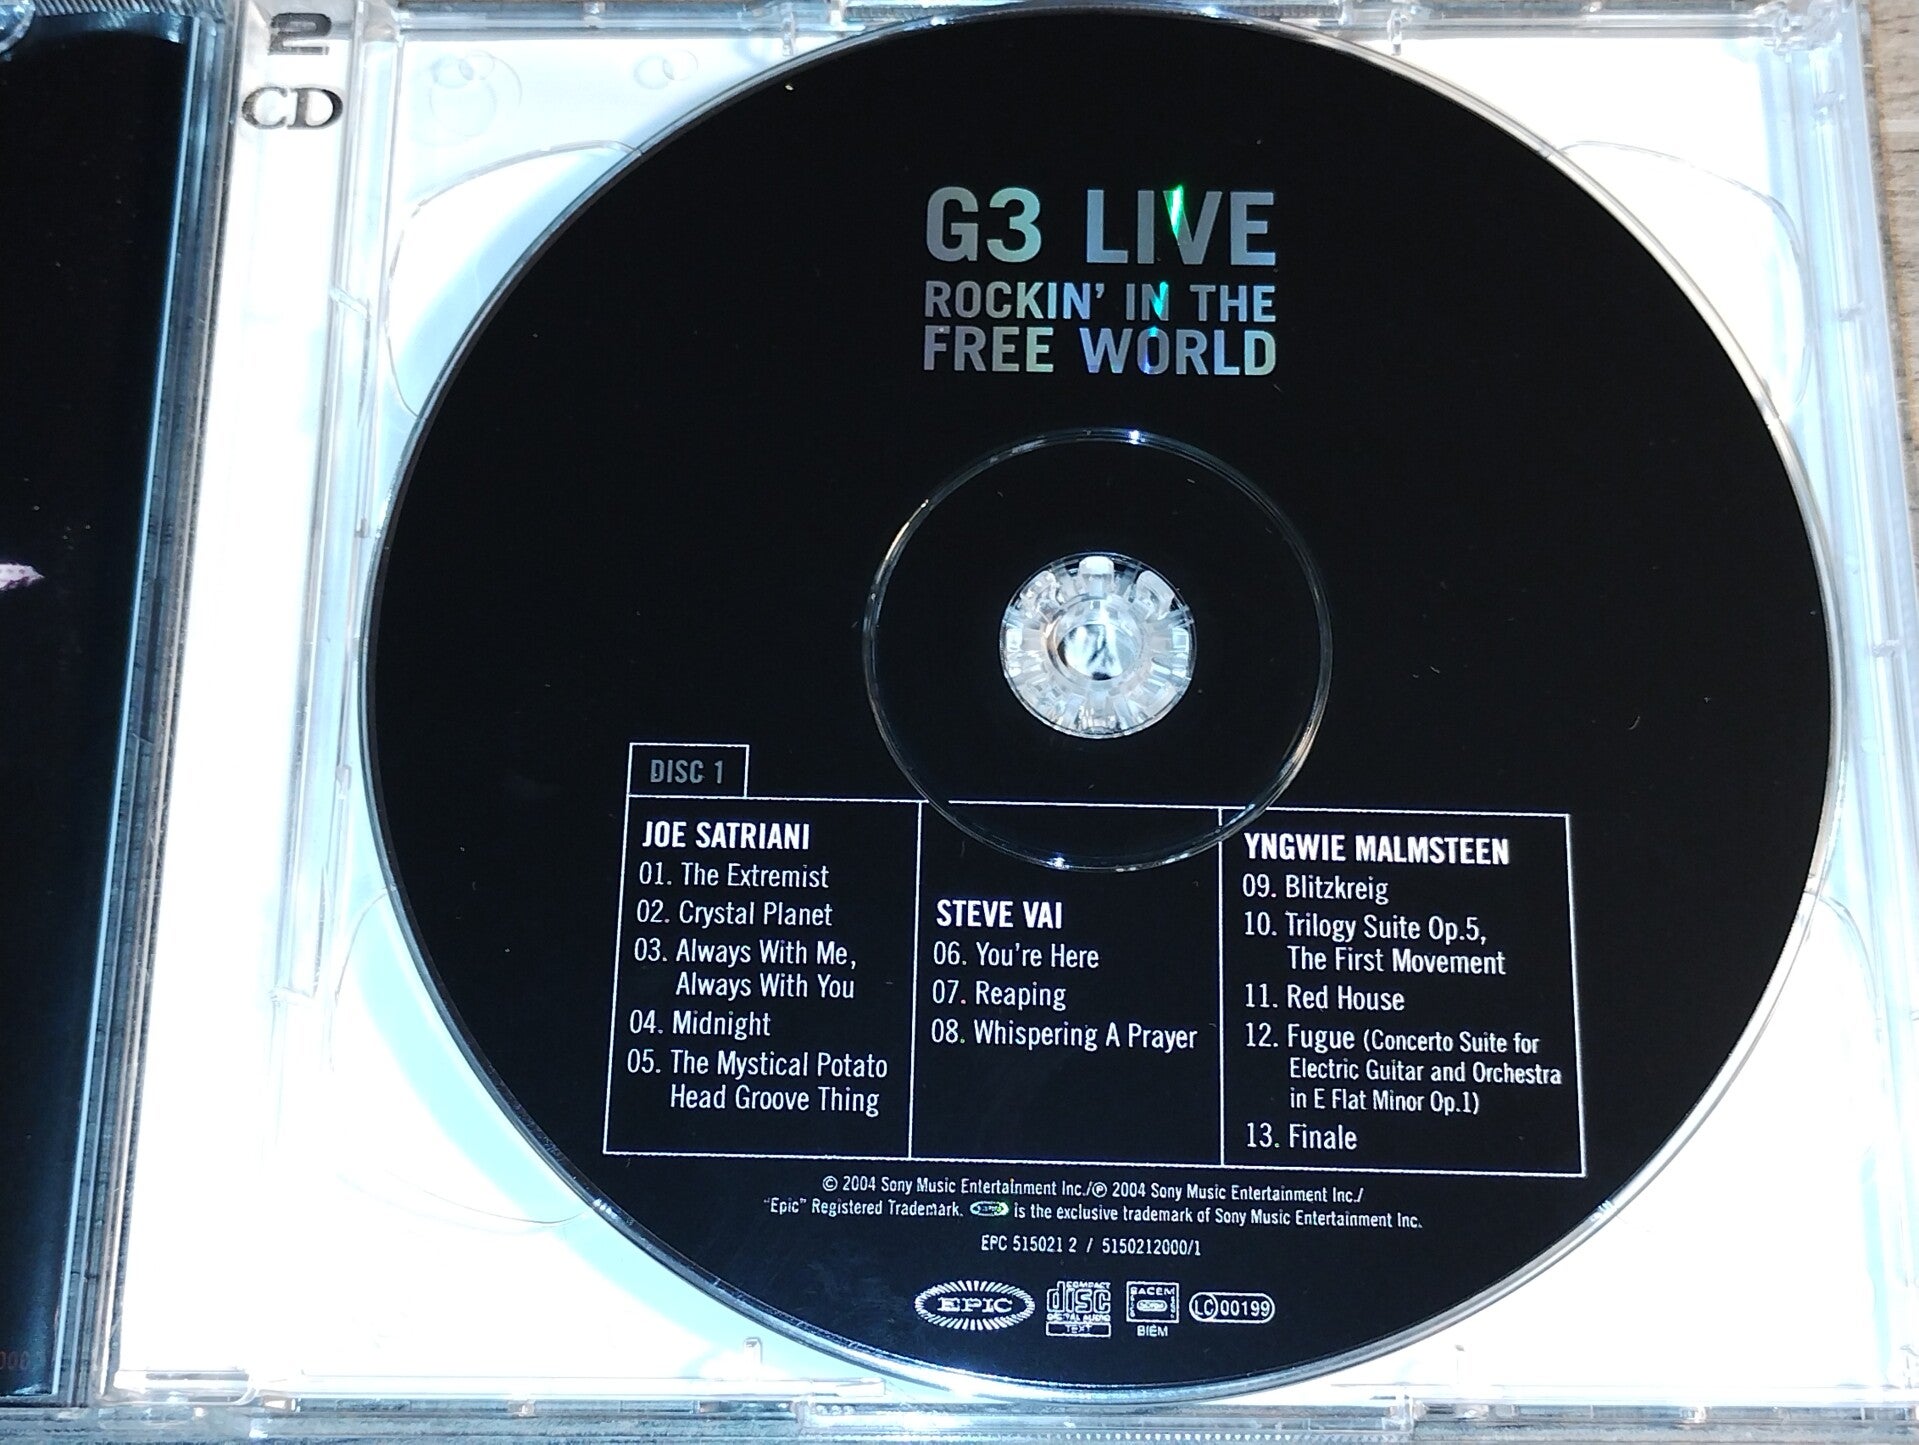 2
CD
G3 LIVE
ROCKIN' IN THE
FREE WORLD
DISC 1
JOE SATRIANI
01. The Extremist
02. Crystal Planet
03. Always With Me,
Always With You
04. Midnight
05. The Mystical Potato
Head Groove Thing
STEVE VAI
06. You're Here
07. Reaping
08. Whispering A Prayer
YNGWIE MALMSTEEN
09. Blitzkreig
10. Trilogy Suite Op.5,
The First Movement
11. Red House
12. Fugue (Concerto Suite for
Electric Guitar and Orchestra
in E Flat Minor Op.1)
13. Finale
© 2004 Sony Music Entertainment Inc./℗ 2004 Sony Music Entertainment Inc./
"Epic" Registered Trademark. is the exclusive trademark of Sony Music Entertainment Inc.
EPC 515021 2 / 5150212000/1
EPIC
COMPACT
disc
DIGITAL AUDIO
TEXT
SACEM
BIEM
LC 00199